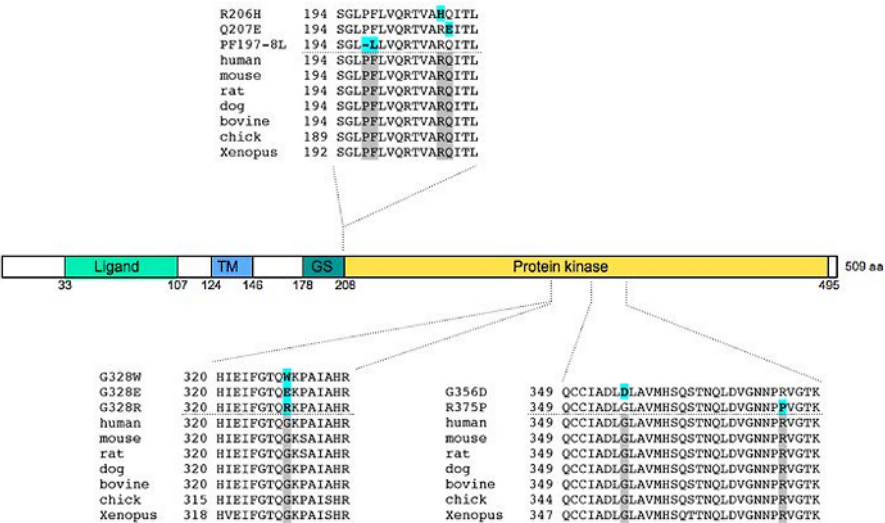 R206H 194 SGLPFLVQRTVAHQITL
Q207E 194 SGLPFLVQRTVAREITL
PF197-8L 194 SGL-LLVQRTVARQITL
human 194 SGLPFLVQRTVARQITL
mouse 194 SGLPFLVQRTVARQITL
rat 194 SGLPFLVQRTVARQITL
dog 194 SGLPFLVQRTVARQITL
bovine 194 SGLPFLVQRTVARQITL
chick 189 SGLPFLVQRTVARQITL
Xenopus 192 SGLPFLVQRTVARQITL
Ligand TM GS Protein kinase 509 aa
33 107 124 146 178 208 495
G328W 320 HIEIFGTQWKPAIAHR
G328E 320 HIEIFGTQEKPAIAHR
G328R 320 HIEIFGTQRKPAIAHR
human 320 HIEIFGTQGKPAIAHR
mouse 320 HIEIFGTQGKSAIAHR
rat 320 HIEIFGTQGKSAIAHR
dog 320 HIEIFGTQGKPAIAHR
bovine 320 HIEIFGTQGKPAIAHR
chick 315 HIEIFGTQGKPAISHR
Xenopus 318 HVEIFGTQGKPAIAHR
G356D 349 QCCIADLDLAVMHSQSTNQLDVGNNPRVGTK
R375P 349 QCCIADLGLAVMHSQSTNQLDVGNNPPVGTK
human 349 QCCIADLGLAVMHSQSTNQLDVGNNPRVGTK
mouse 349 QCCIADLGLAVMHSQSTNQLDVGNNPRVGTK
rat 349 QCCIADLGLAVMHSQSTNQLDVGNNPRVGTK
dog 349 QCCIADLGLAVMHSQSTNQLDVGNNPRVGTK
bovine 349 QCCIADLGLAVMHSQSTNQLDVGNNPRVGTK
chick 344 QCCIADLGLAVMHSQSTNQLDVGNNPRVGTK
Xenopus 347 QCCIADLGLAVMHSQTTNQLDVGNNPRVGTK